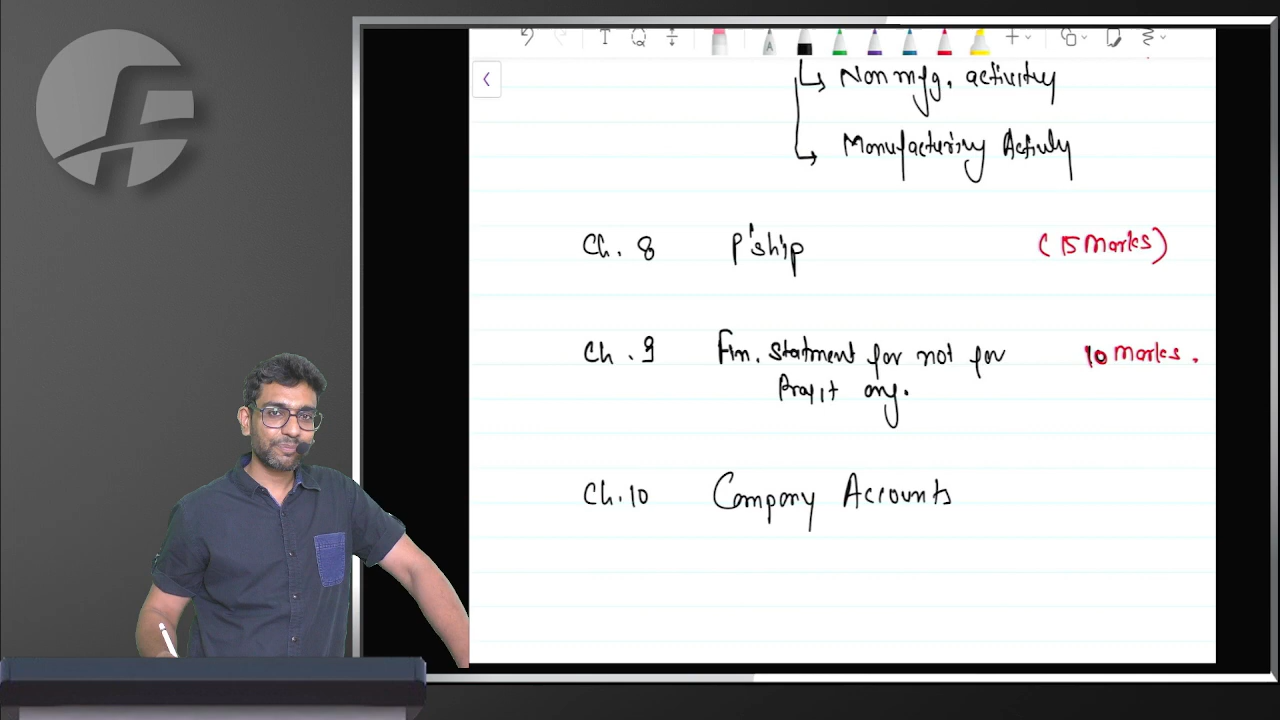 Non mfg. activity
Manufacturing Activity
Ch. 8 P'ship (15 Marks)
Ch. 9 Fin. Statment for not for 10 marks.
Profit org.
Ch. 10 Company Accounts